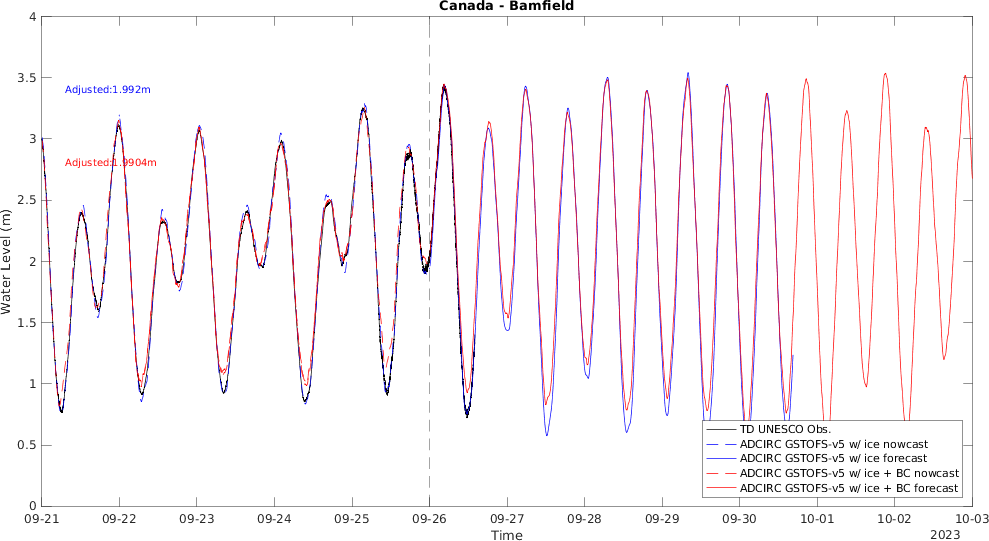 Canada - Bamfield
4
3.5
3
2.5
2
1.5
1
0.5
0
Water Level (m)
Adjusted:1.992m
Adjusted:1.9904m
TD UNESCO Obs.
ADCIRC GSTOFS-v5 w/ ice nowcast
ADCIRC GSTOFS-v5 w/ ice forecast
ADCIRC GSTOFS-v5 w/ ice + BC nowcast
ADCIRC GSTOFS-v5 w/ ice + BC forecast
09-21 09-22 09-23 09-24 09-25 09-26 09-27 09-28 09-29 09-30 10-01 10-02 10-03
Time
2023